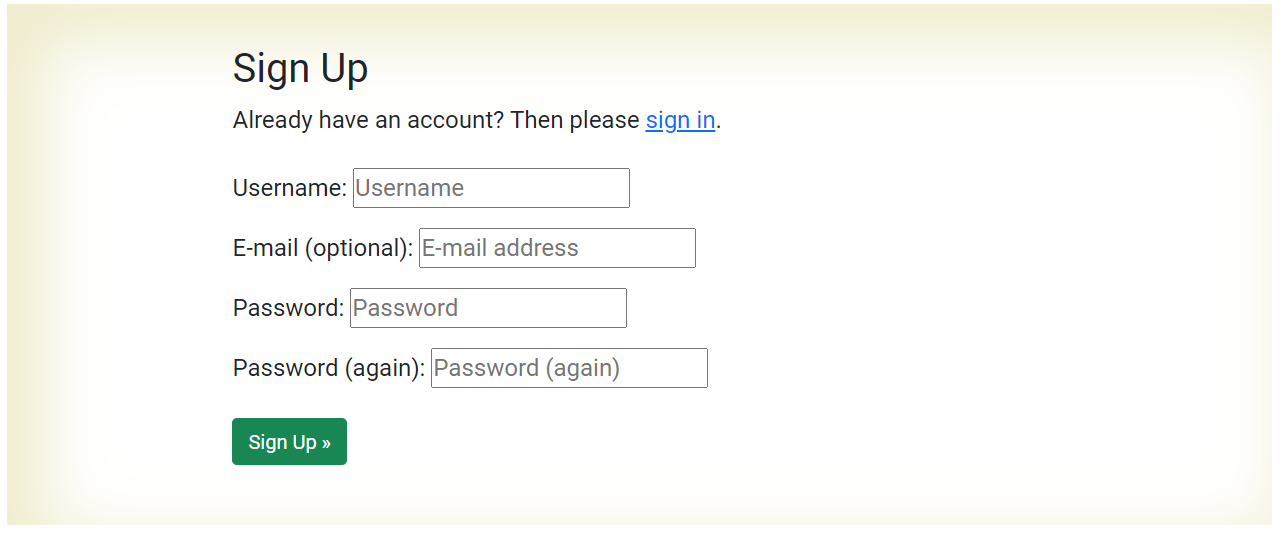 Sign Up
Already have an account? Then please sign in.
Username: Username
E-mail (optional): E-mail address
Password: Password
Password (again): Password (again)
Sign Up »